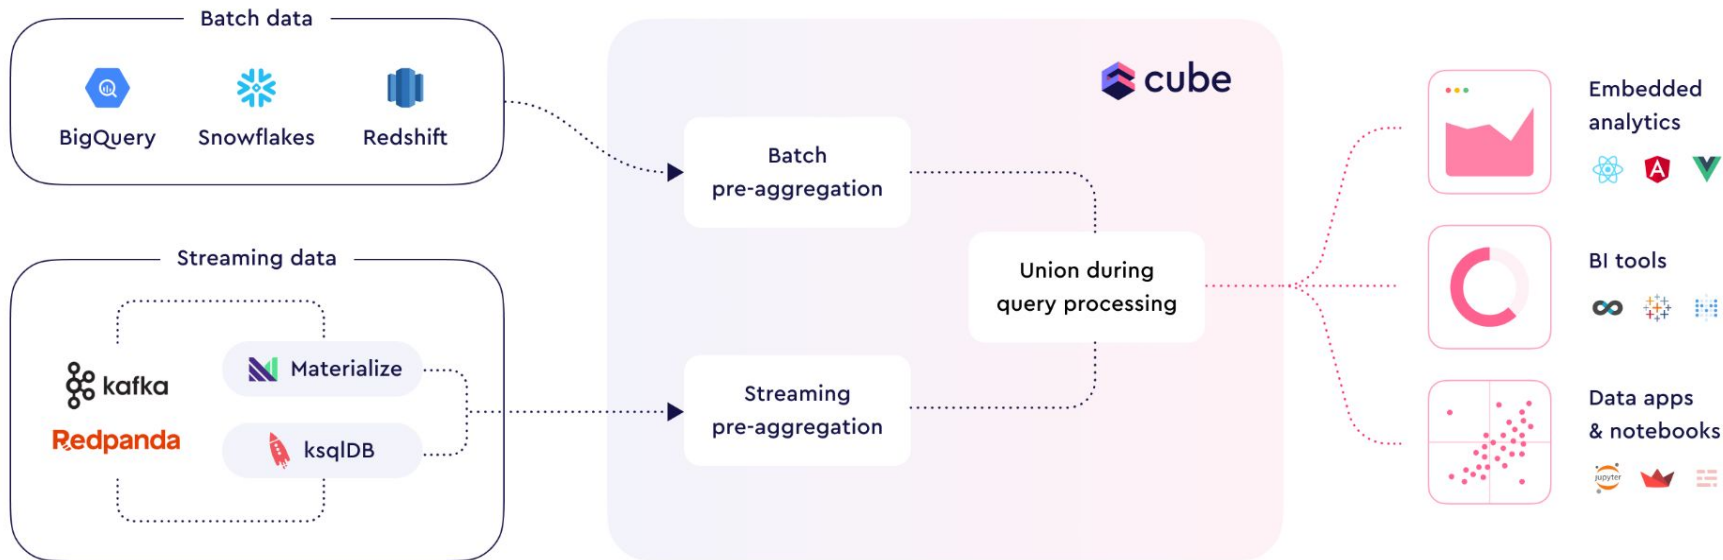 Batch data
BigQuery
Snowflakes
Redshift
Streaming data
kafka
Redpanda
Materialize
ksqlDB
cube
Batch
pre-aggregation
Streaming
pre-aggregation
Union during
query processing
Embedded
analytics
BI tools
Data apps
& notebooks
jupyter